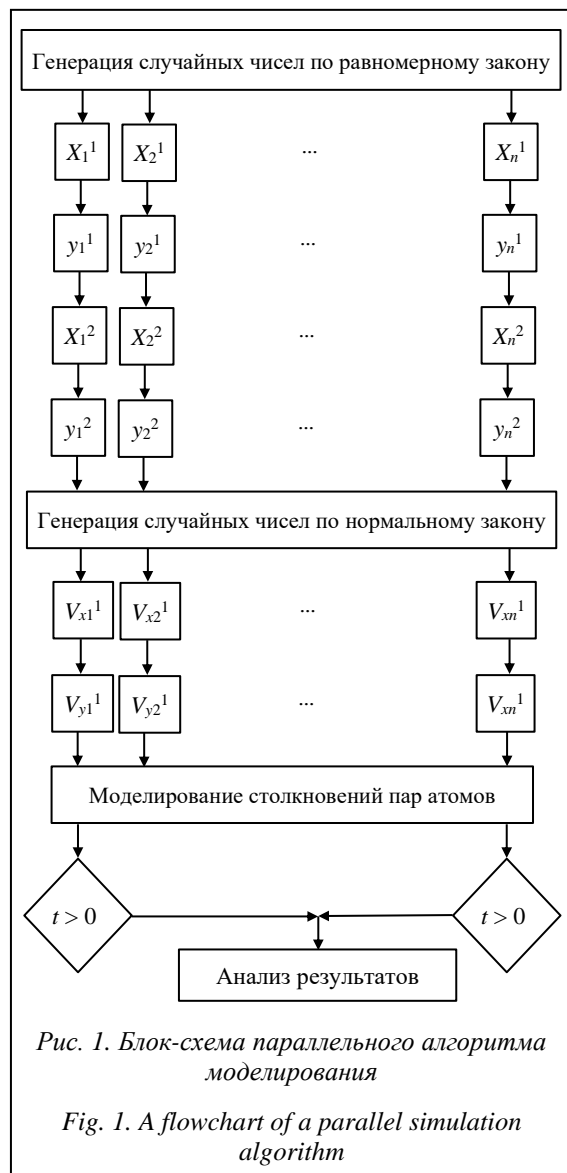 Генерация случайных чисел по равномерному закону
X₁¹ X₂¹ ... Xₙ¹
y₁¹ y₂¹ ... yₙ¹
X₁² X₂² ... Xₙ²
y₁² y₂² ... yₙ²
Генерация случайных чисел по нормальному закону
Vₓ₁¹ Vₓ₂¹ ... Vₓₙ¹
V_y1¹ V_y2¹ ... Vₓₙ¹
Моделирование столкновений пар атомов
t > 0 t > 0
Анализ результатов
Рис. 1. Блок-схема параллельного алгоритма
моделирования
Fig. 1. A flowchart of a parallel simulation
algorithm